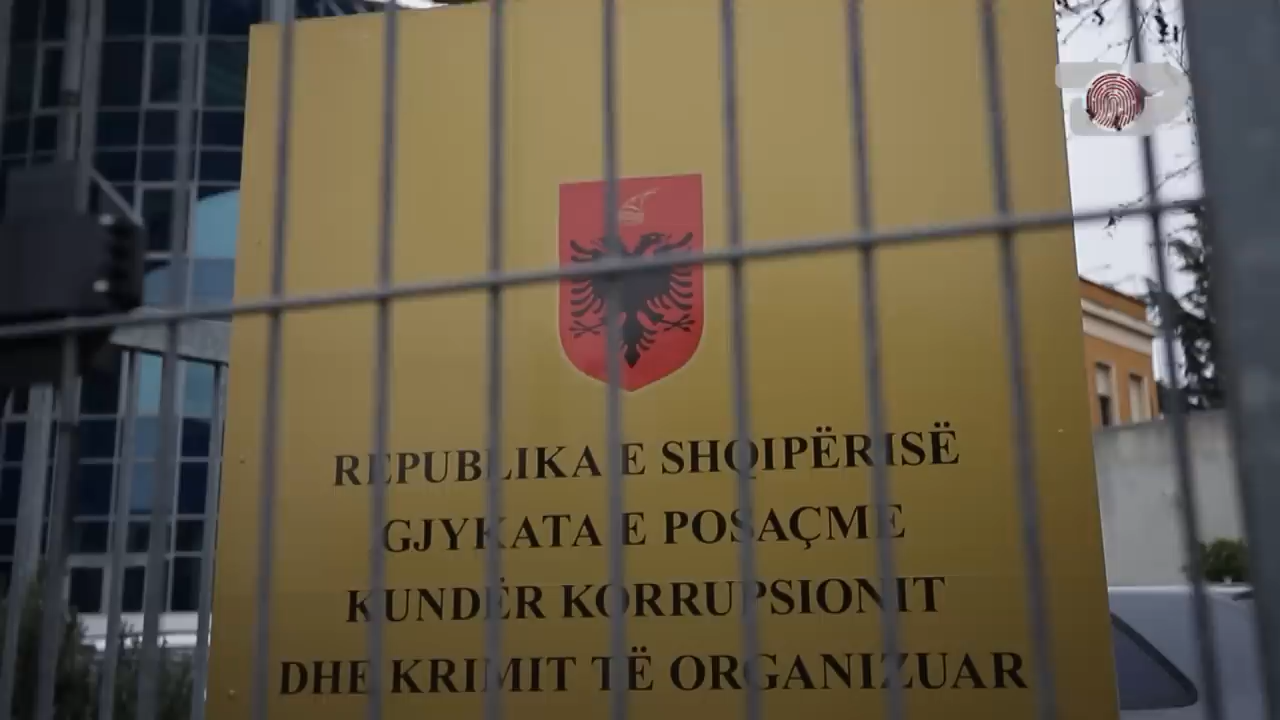 REPUBLIKA E SHQIPËRISË
GJYKATA E POSAÇME
KUNDËR KORRUPSIONIT
DHE KRIMIT TË ORGANIZUAR